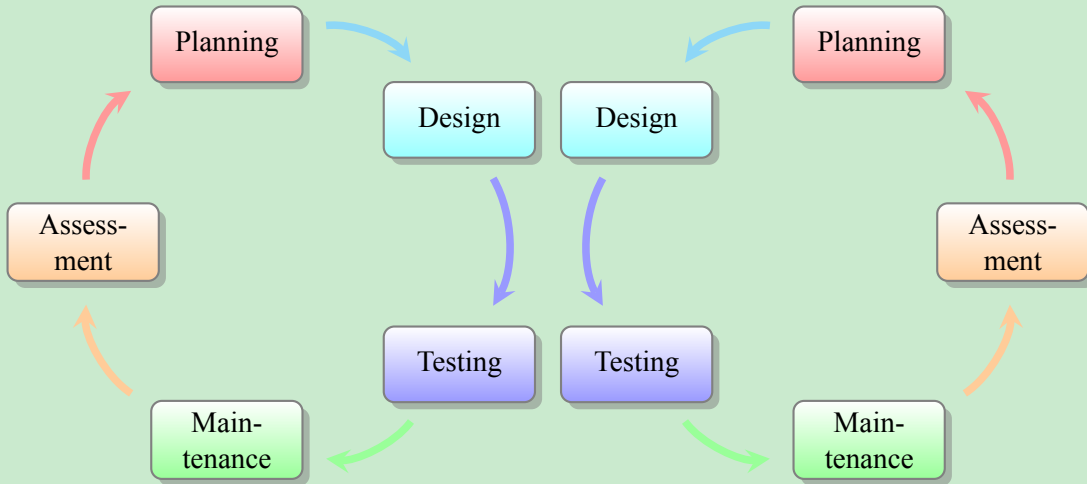 Planning
Planning
Design
Design
Assess-
ment
Assess-
ment
Testing
Testing
Main-
tenance
Main-
tenance